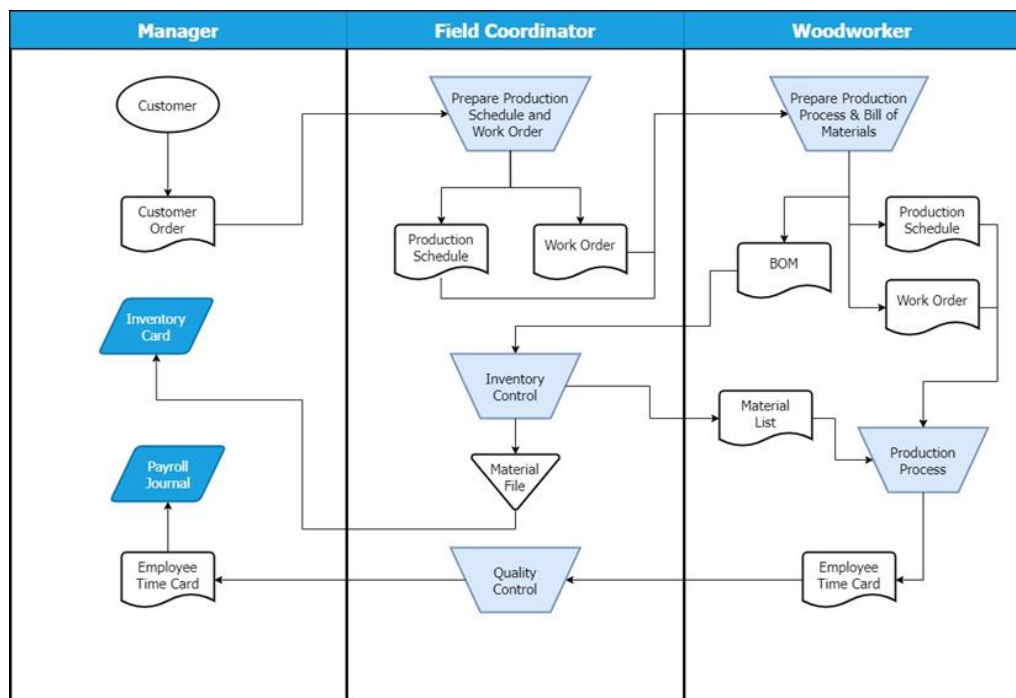 Manager
Field Coordinator
Woodworker
Customer
Customer
Order
Inventory
Card
Payroll
Journal
Employee
Time Card
Prepare Production
Schedule and
Work Order
Production
Schedule
Work Order
Inventory
Control
Material
File
Quality
Control
Prepare Production
Process & Bill of
Materials
Production
Schedule
BOM
Work Order
Material
List
Production
Process
Employee
Time Card